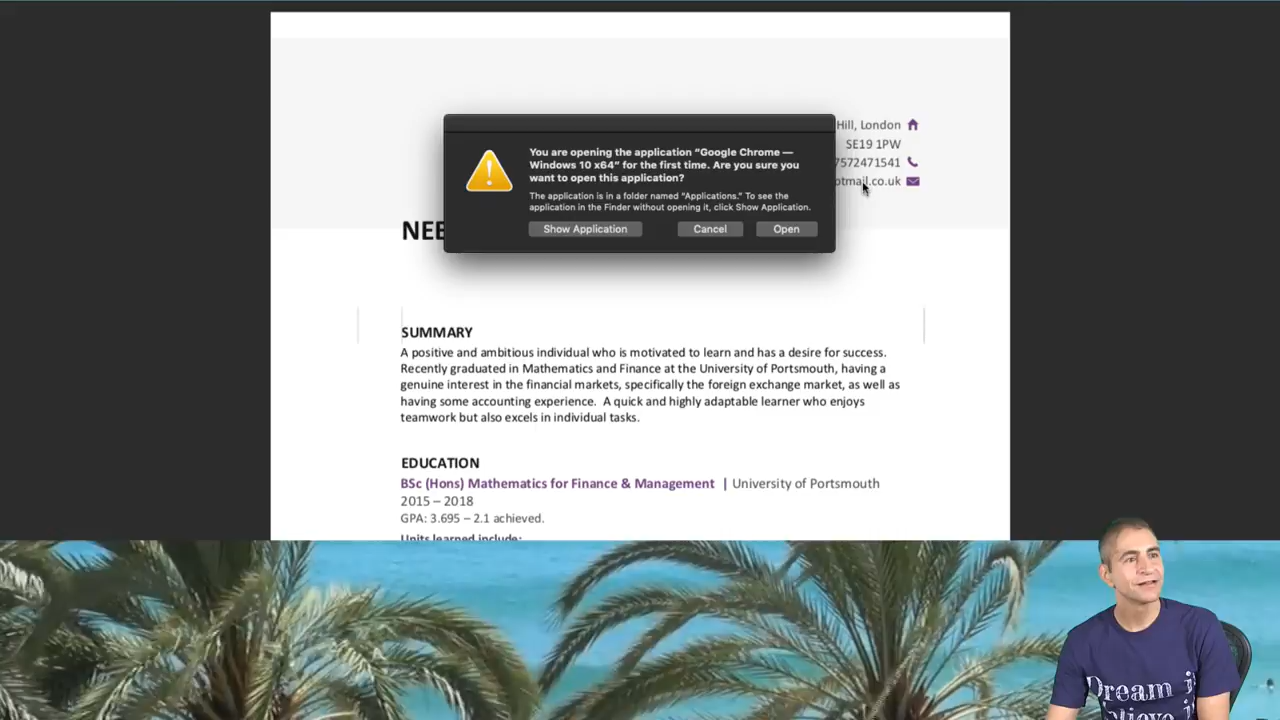 Hill, London
SE19 1PW
7572471541
otmail.co.uk
You are opening the application “Google Chrome —
Windows 10 x64” for the first time. Are you sure you
want to open this application?
The application is in a folder named “Applications.” To see the
application in the Finder without opening it, click Show Application.
Show Application
Cancel
Open
NEE
SUMMARY
A positive and ambitious individual who is motivated to learn and has a desire for success.
Recently graduated in Mathematics and Finance at the University of Portsmouth, having a
genuine interest in the financial markets, specifically the foreign exchange market, as well as
having some accounting experience.  A quick and highly adaptable learner who enjoys
teamwork but also excels in individual tasks.
EDUCATION
BSc (Hons) Mathematics for Finance & Management | University of Portsmouth
2015 – 2018
GPA: 3.695 – 2.1 achieved.
Units learned include:
Dream i
believe i